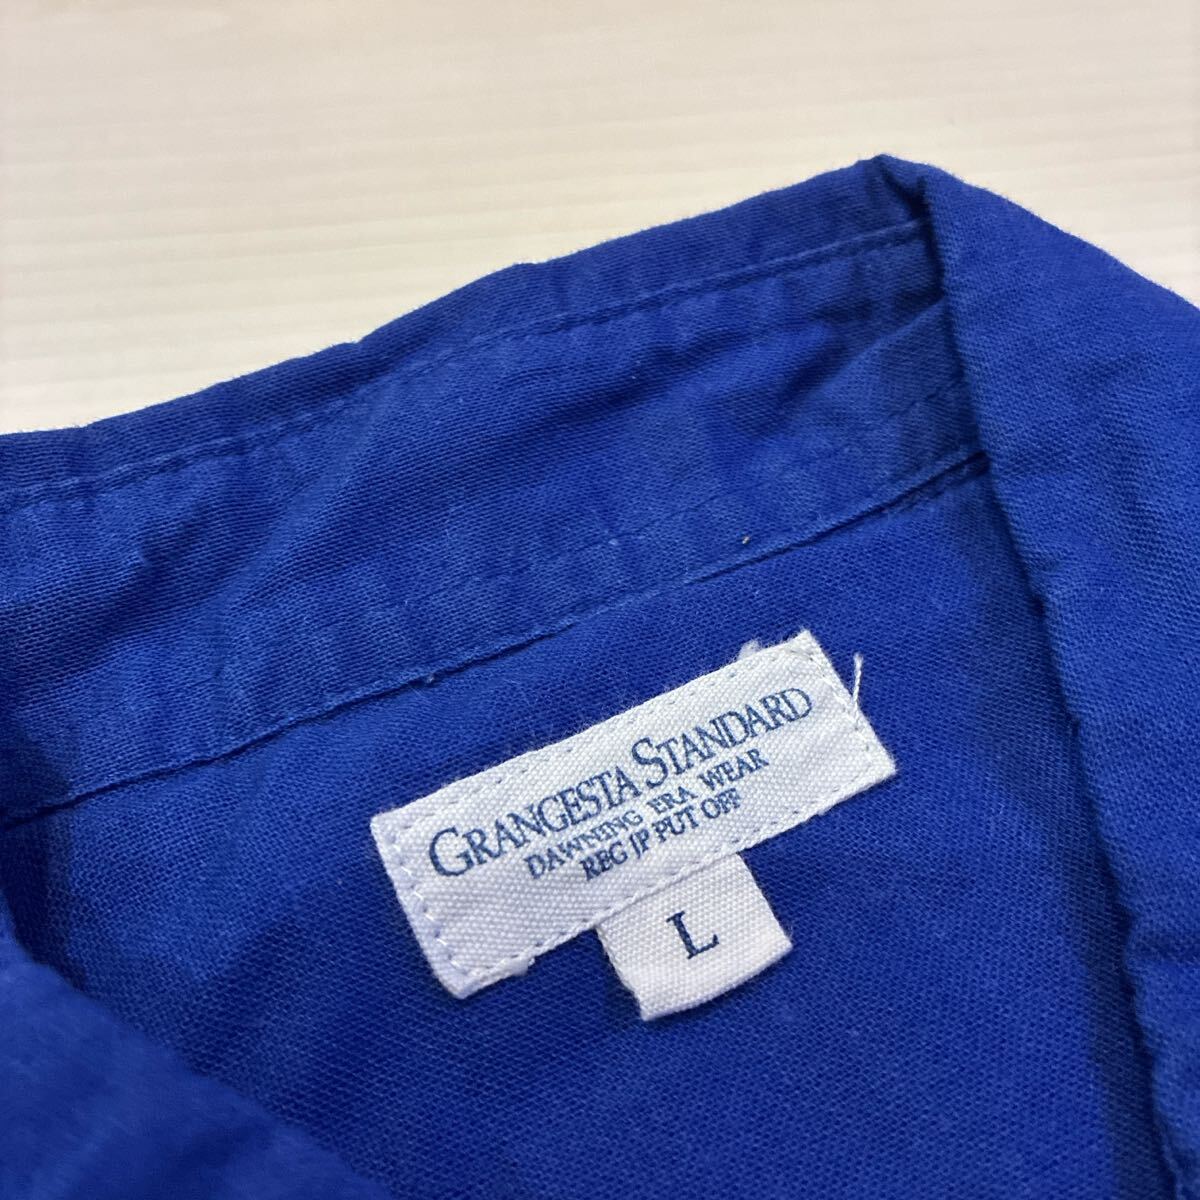 GRANGESTA STANDARD
DAWNING ERA WEAR
REG JP PUT OFF
L